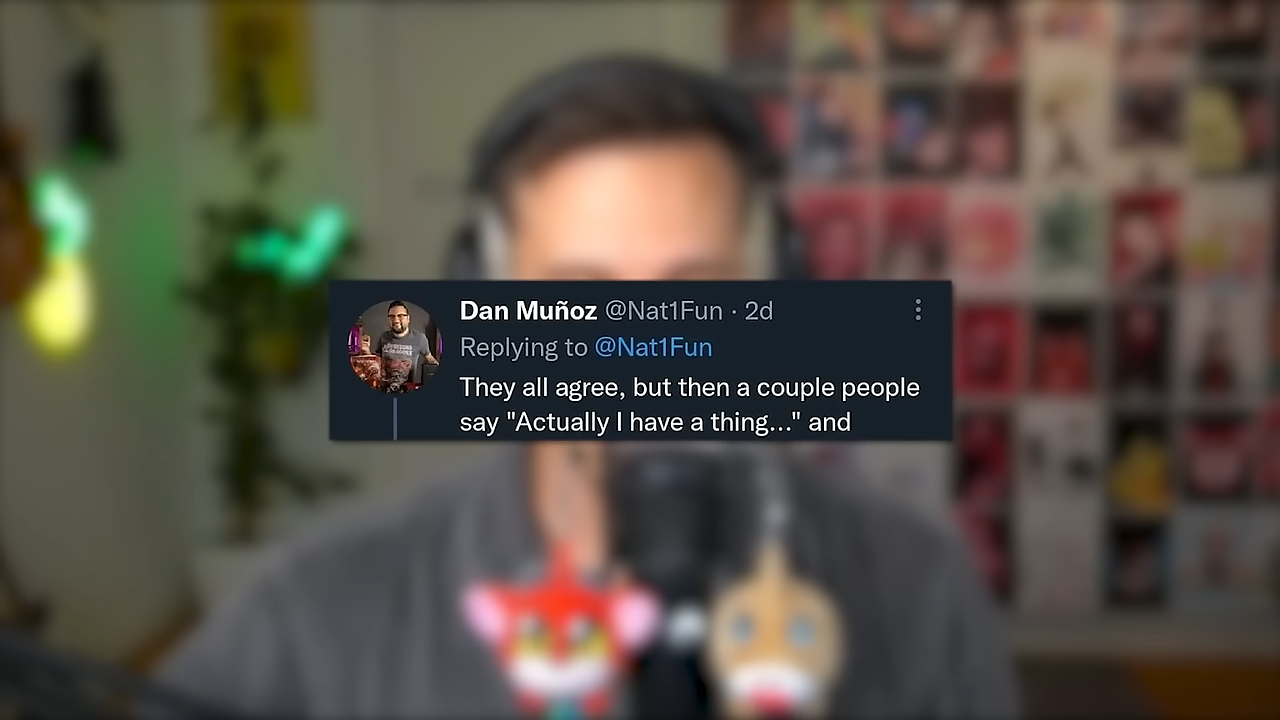 Dan Muñoz @Nat1Fun · 2d
Replying to @Nat1Fun
They all agree, but then a couple people
say "Actually I have a thing..." and